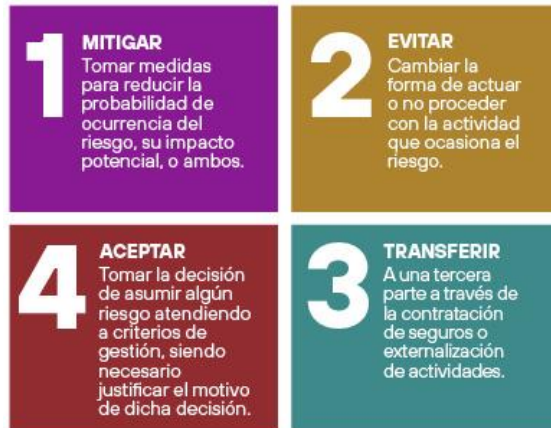 1
MITIGAR
Tomar medidas
para reducir la
probabilidad de
ocurrencia del
riesgo, su impacto
potencial, o ambos.
2
EVITAR
Cambiar la
forma de actuar
o no proceder
con la actividad
que ocasiona el
riesgo.
4
ACEPTAR
Tomar la decisión
de asumir algún
riesgo atendiendo
a criterios de
gestión, siendo
necesario
justificar el motivo
de dicha decisión.
3
TRANSFERIR
A una tercera
parte a través de
la contratación
de seguros o
externalización
de actividades.